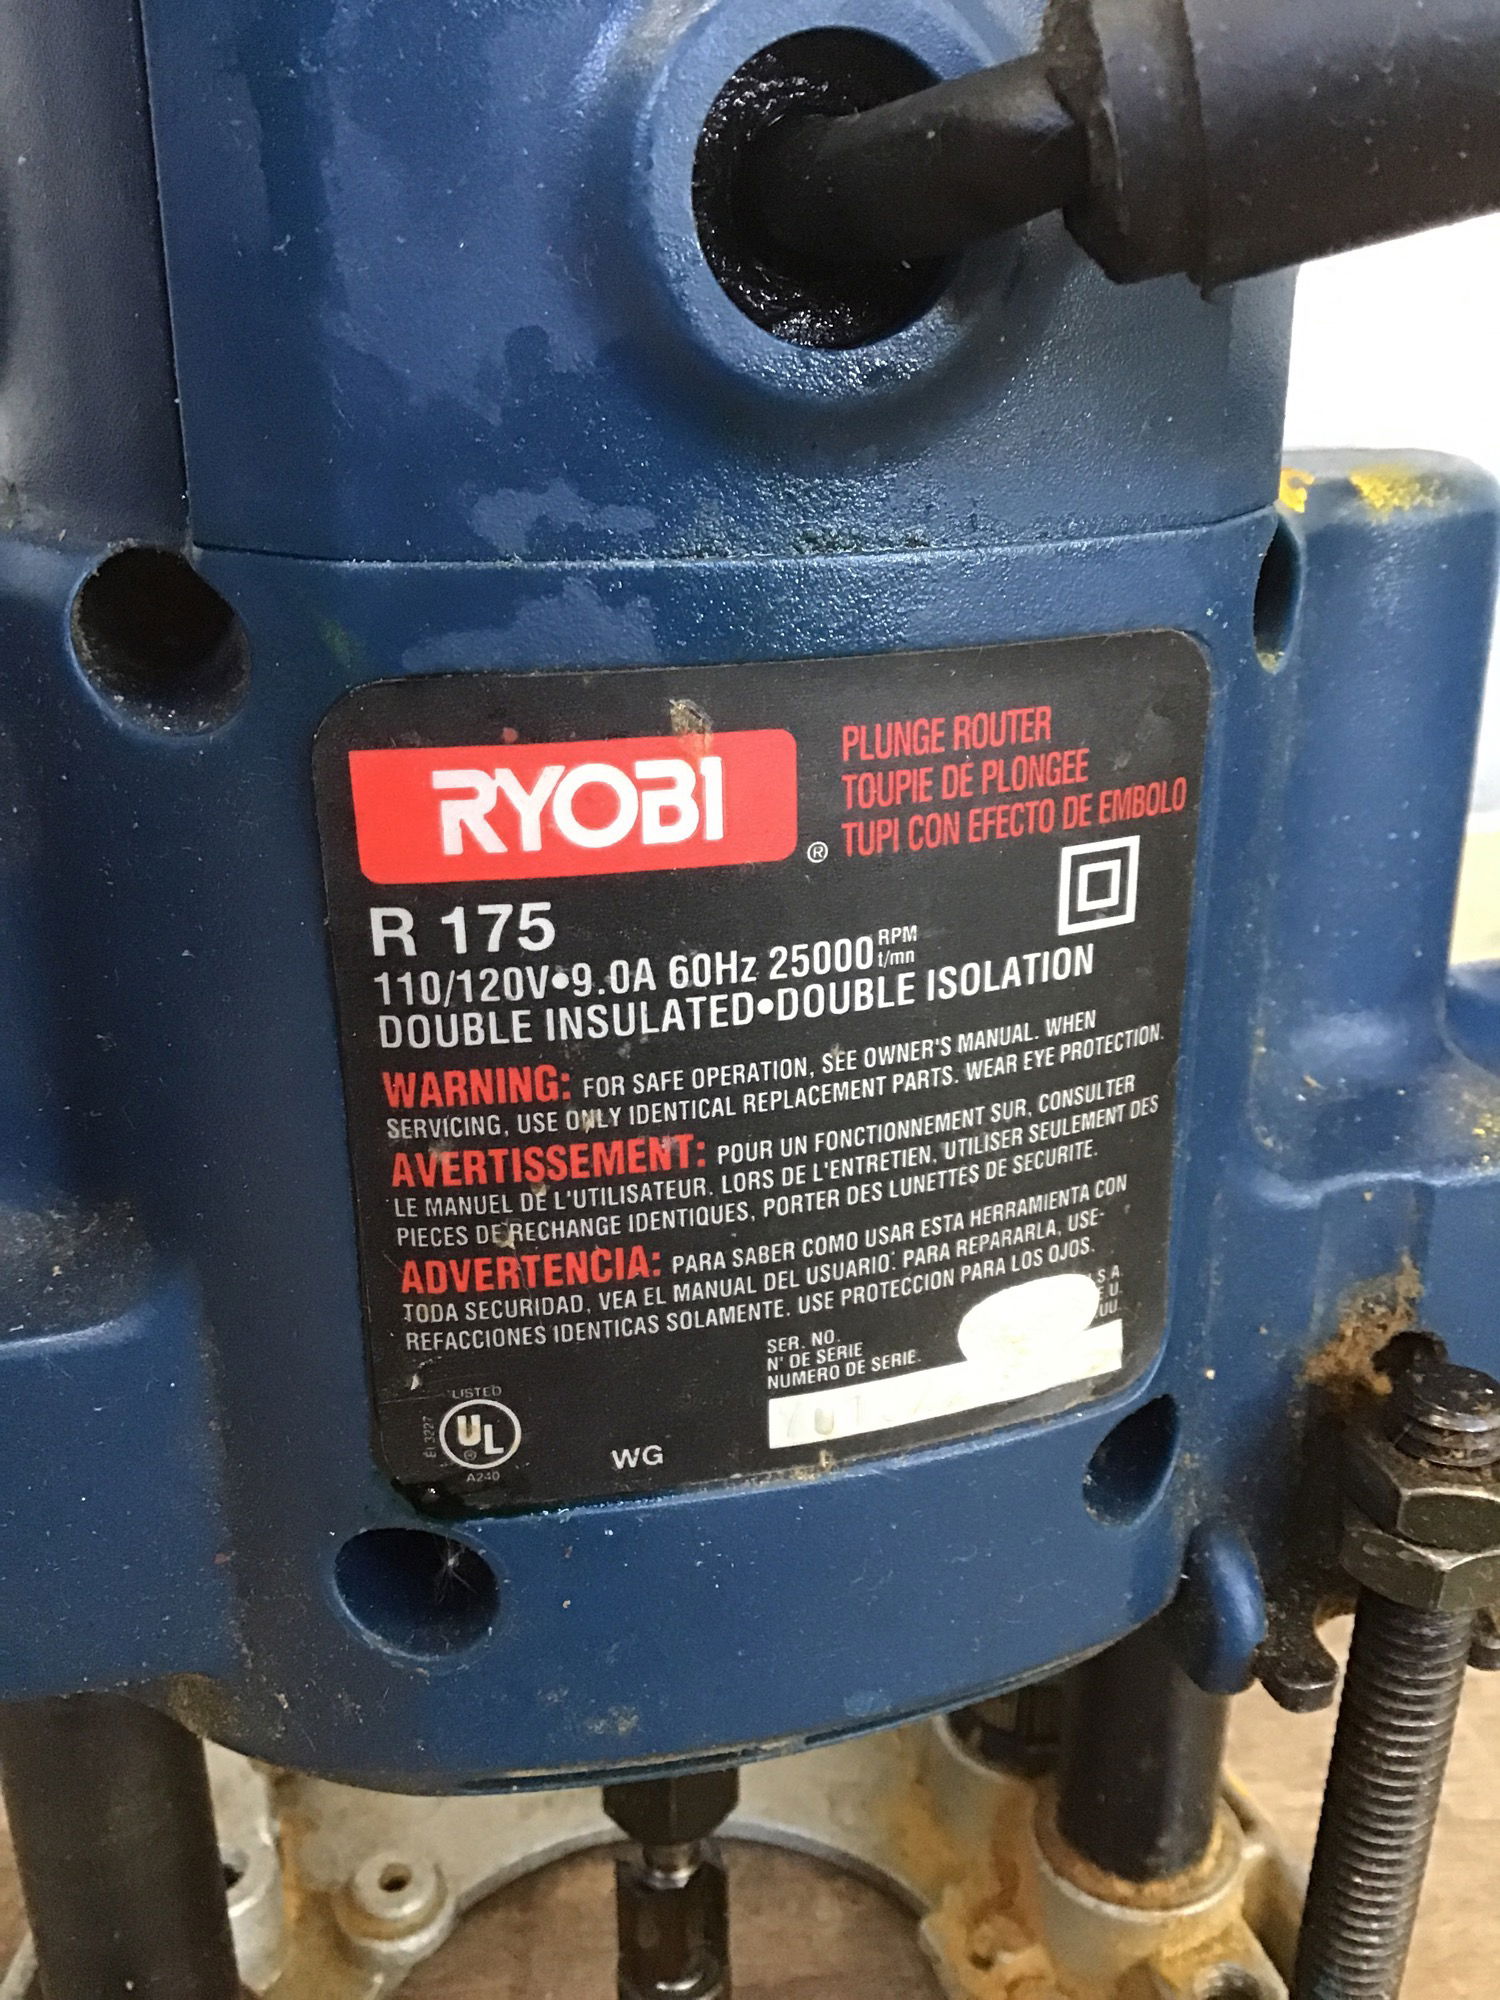 RYOBI
®
PLUNGE ROUTER
TOUPIE DE PLONGEE
TUPI CON EFECTO DE EMBOLO
R 175
110/120V•9.0A 60Hz 25000 RPM t/mn
DOUBLE INSULATED•DOUBLE ISOLATION
WARNING: FOR SAFE OPERATION, SEE OWNER'S MANUAL. WHEN
SERVICING, USE ONLY IDENTICAL REPLACEMENT PARTS. WEAR EYE PROTECTION.
AVERTISSEMENT: POUR UN FONCTIONNEMENT SUR, CONSULTER
LE MANUEL DE L'UTILISATEUR. LORS DE L'ENTRETIEN, UTILISER SEULEMENT DES
PIECES DE RECHANGE IDENTIQUES, PORTER DES LUNETTES DE SECURITE.
ADVERTENCIA: PARA SABER COMO USAR ESTA HERRAMIENTA CON
TODA SECURIDAD, VEA EL MANUAL DEL USUARIO. PARA REPARARLA, USE-
REFACCIONES IDENTICAS SOLAMENTE. USE PROTECCION PARA LOS OJOS.
SER. NO.
N' DE SERIE
NUMERO DE SERIE.
LISTED
UL
®
EI 3227
A240
WG